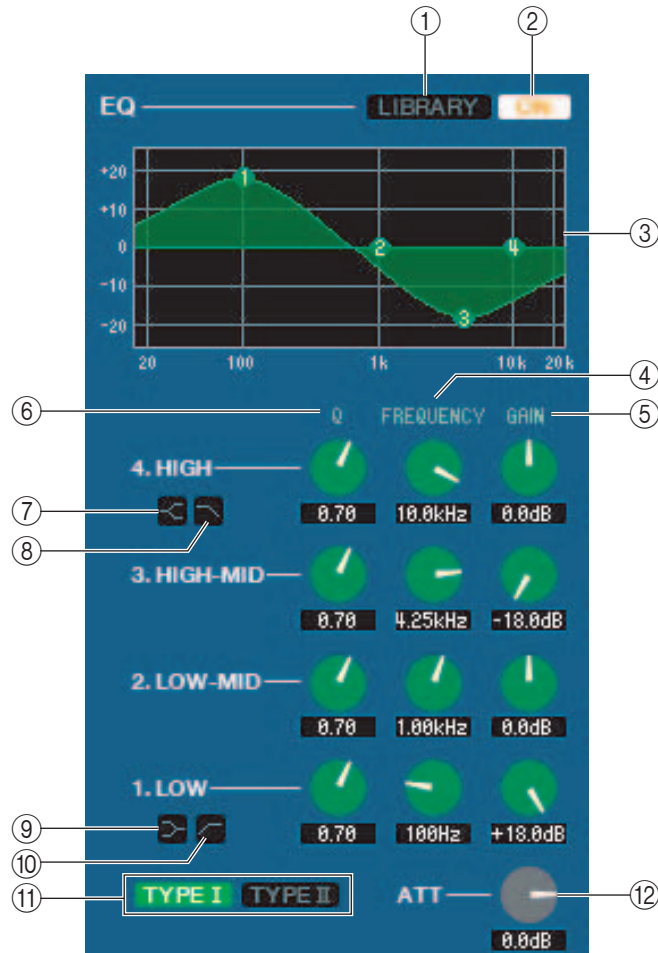 ① ②
EQ LIBRARY ON
+20
+10
0
-10
-20
1 2 3 4
③
20 100 1k 10k 20k
④
⑥ Q FREQUENCY GAIN ⑤
4. HIGH
⑦
⑧
0.70 10.0kHz 0.0dB
3. HIGH-MID
0.70 4.25kHz -18.0dB
2. LOW-MID
0.70 1.00kHz 0.0dB
1. LOW
⑨
⑩
0.70 100Hz +18.0dB
⑪ TYPE I TYPE II ATT ⑫
0.0dB